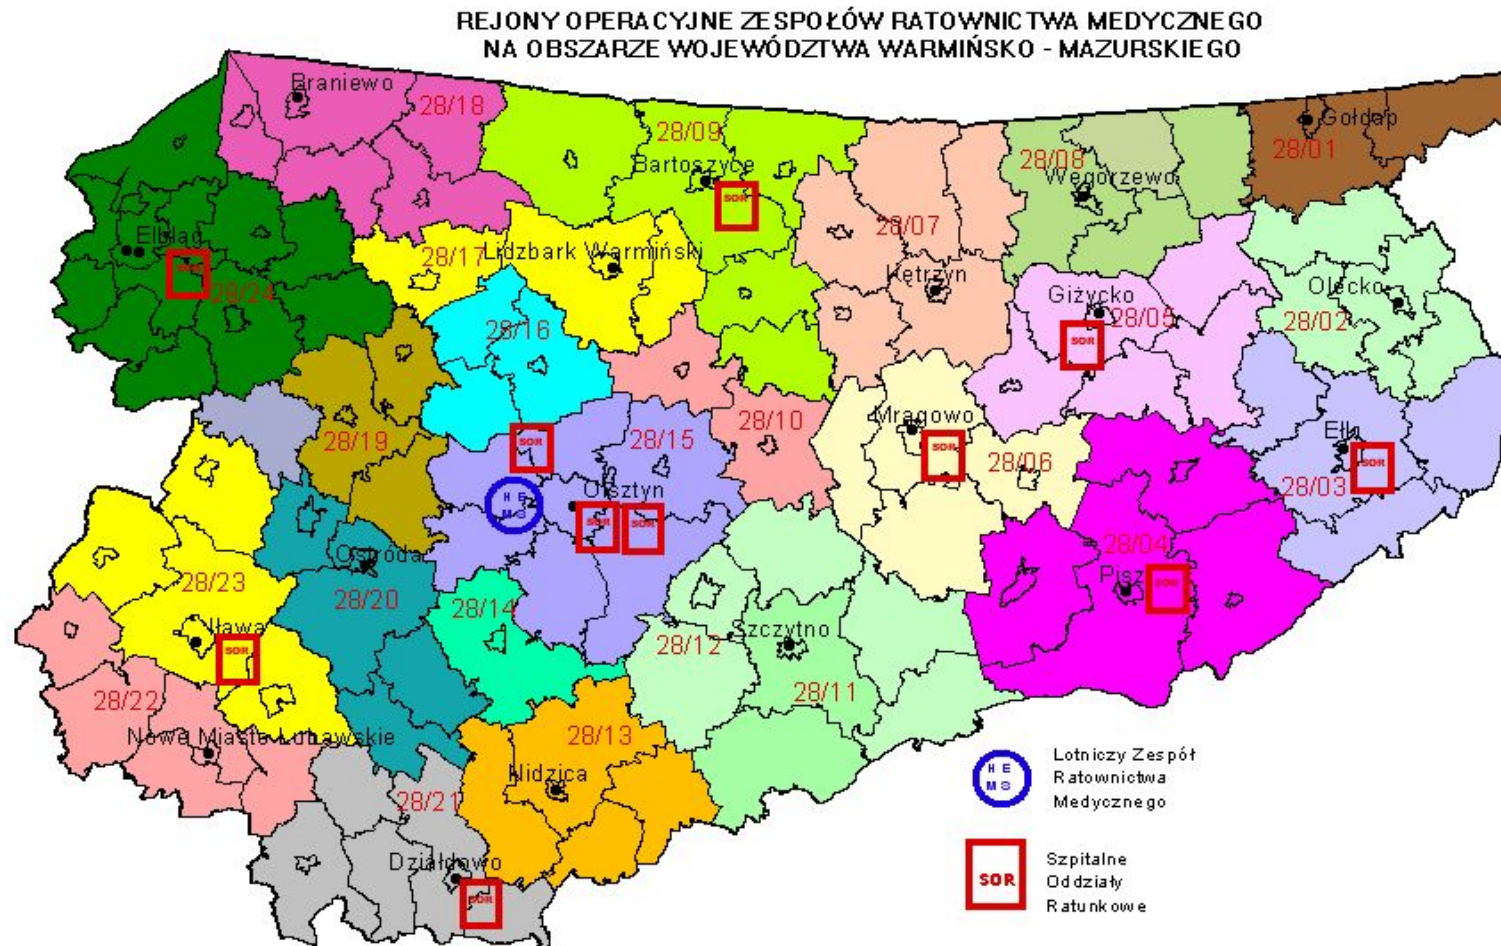 REJONY OPERACYJNE ZESPOŁÓW RATOWNICTWA MEDYCZNEGO
NA OBSZARZE WOJEWÓDZTWA WARMIŃSKO - MAZURSKIEGO
Braniewo
28/18
28/09
Bartoszyce
SOR
28/08
Węgorzewo
Gołdap
28/01
Elbląg
28/24
28/17
Lidzbark Warmiński
28/07
Kętrzyn
Giżycko
28/05
SOR
Olecko
28/02
28/16
28/19
28/10
Mrągowo
SOR
28/06
Ełk
SOR
28/03
SOR
28/15
Olsztyn
H E
M S
SOR
SOR
Ostróda
28/20
28/23
Iława
SOR
28/14
28/12
Szczytno
28/11
28/04
Pisz
SOR
28/22
Nowe Miasto Lubawskie
28/13
Nidzica
28/21
Działdowo
SOR
H E
M S
Lotniczy Zespół
Ratownictwa
Medycznego
SOR
Szpitalne
Oddziały
Ratunkowe